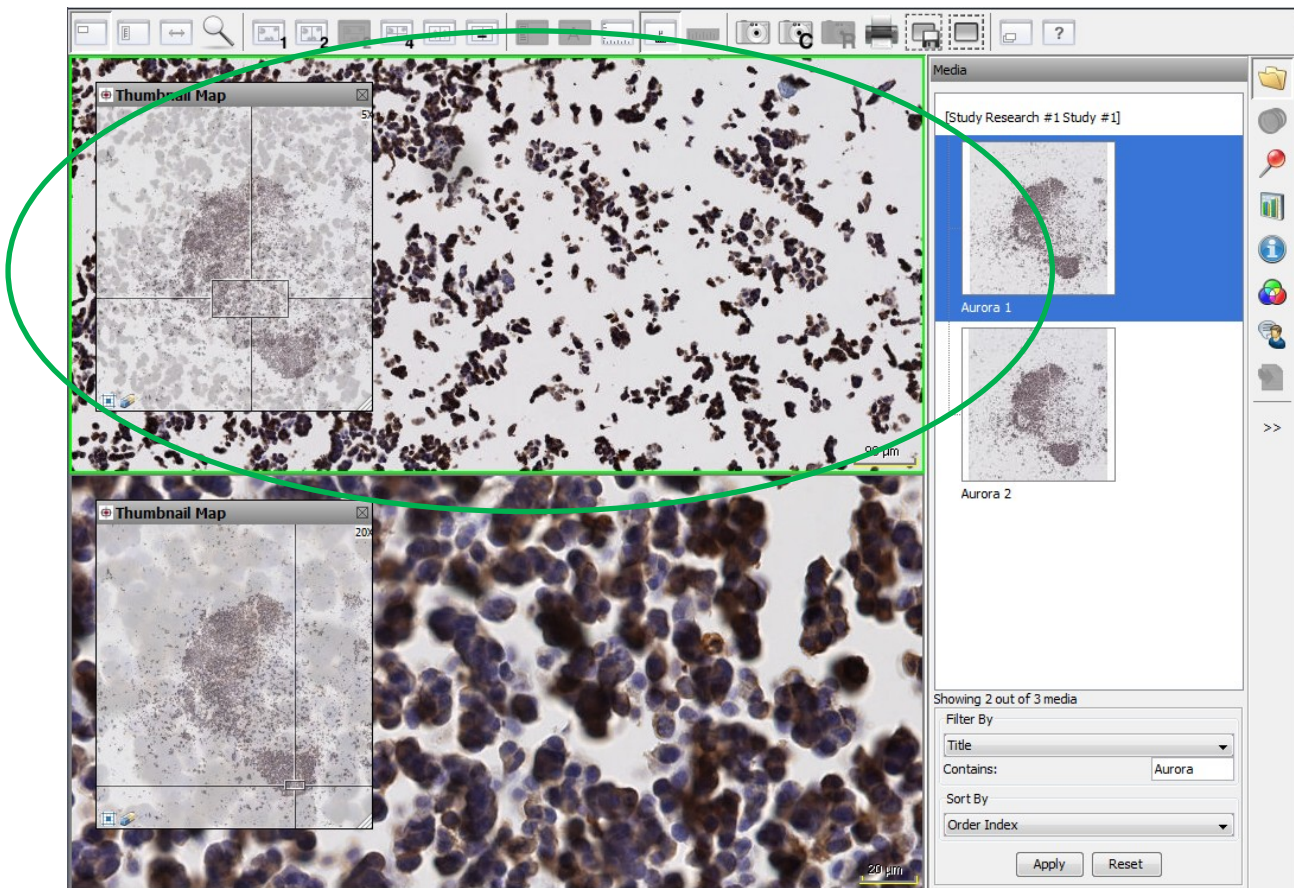 1
2
2
4
A
C
R
?
Thumbnail Map
5X
90 µm
Thumbnail Map
20X
20 µm
Media
[Study Research #1 Study #1]
Aurora 1
Aurora 2
>>
Showing 2 out of 3 media
Filter By
Title
Contains:
Aurora
Sort By
Order Index
Apply
Reset